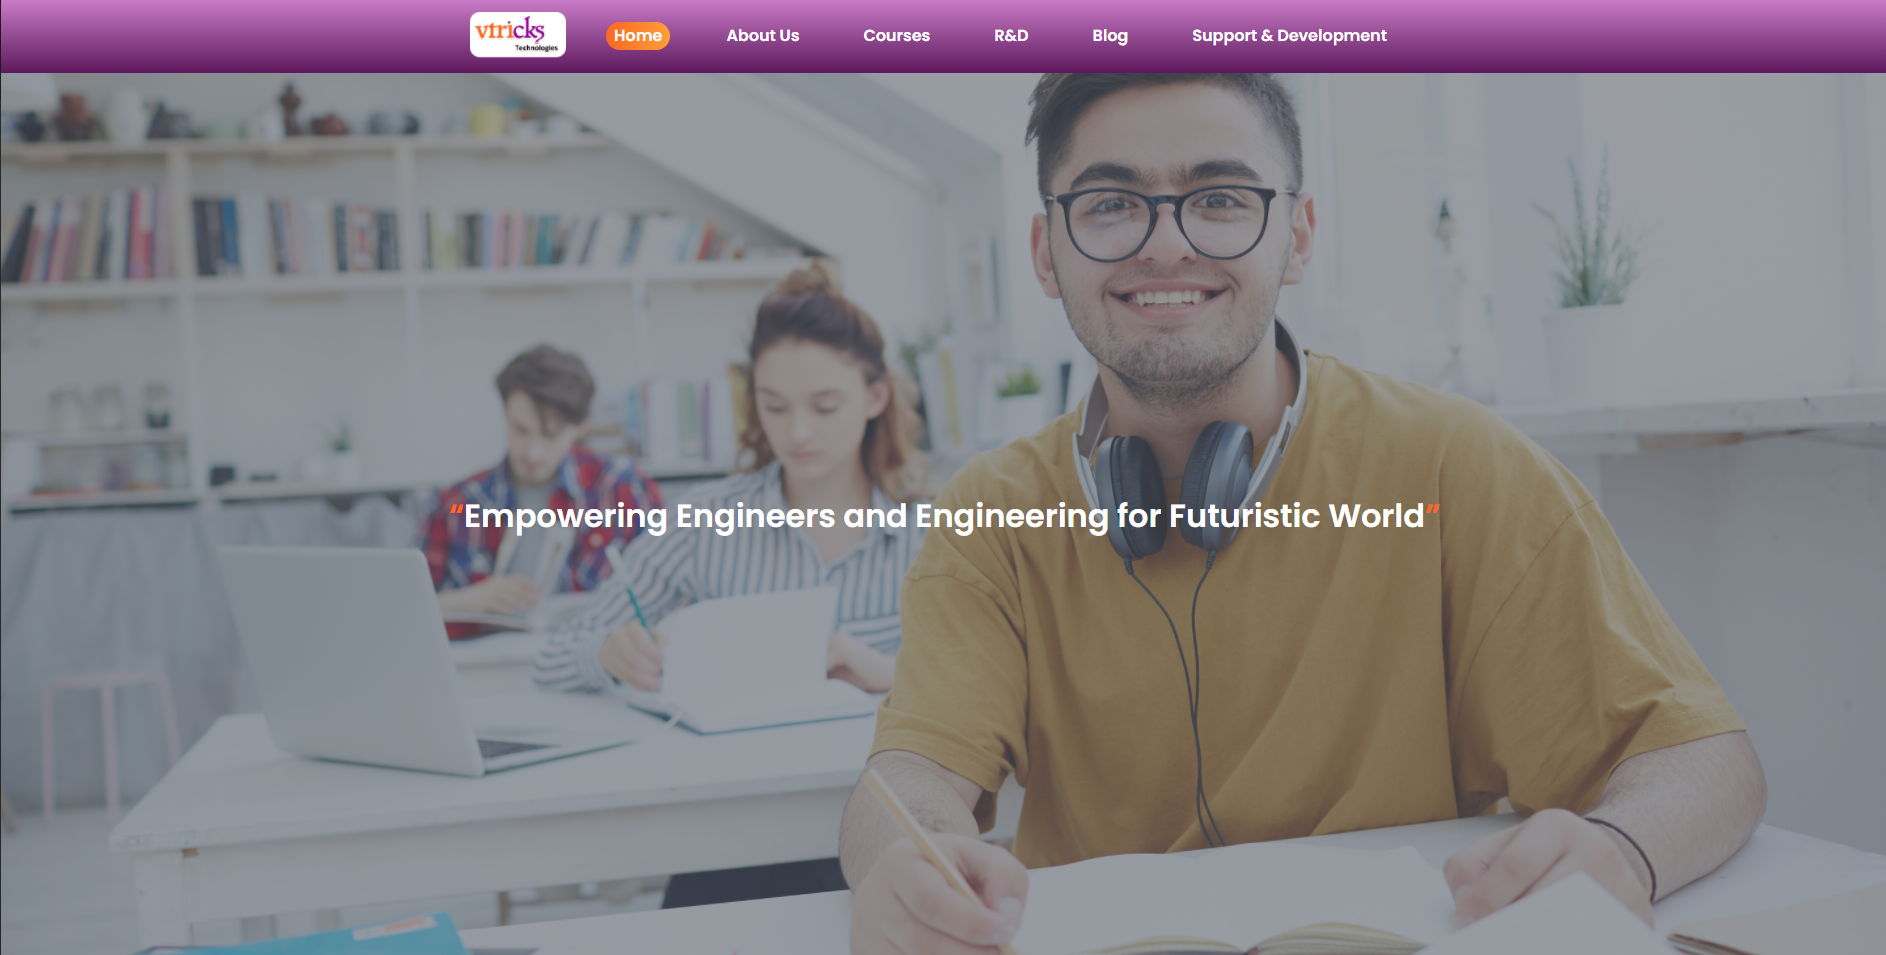 vtricks
Technologies
Home
About Us
Courses
R&D
Blog
Support & Development
“Empowering Engineers and Engineering for Futuristic World”